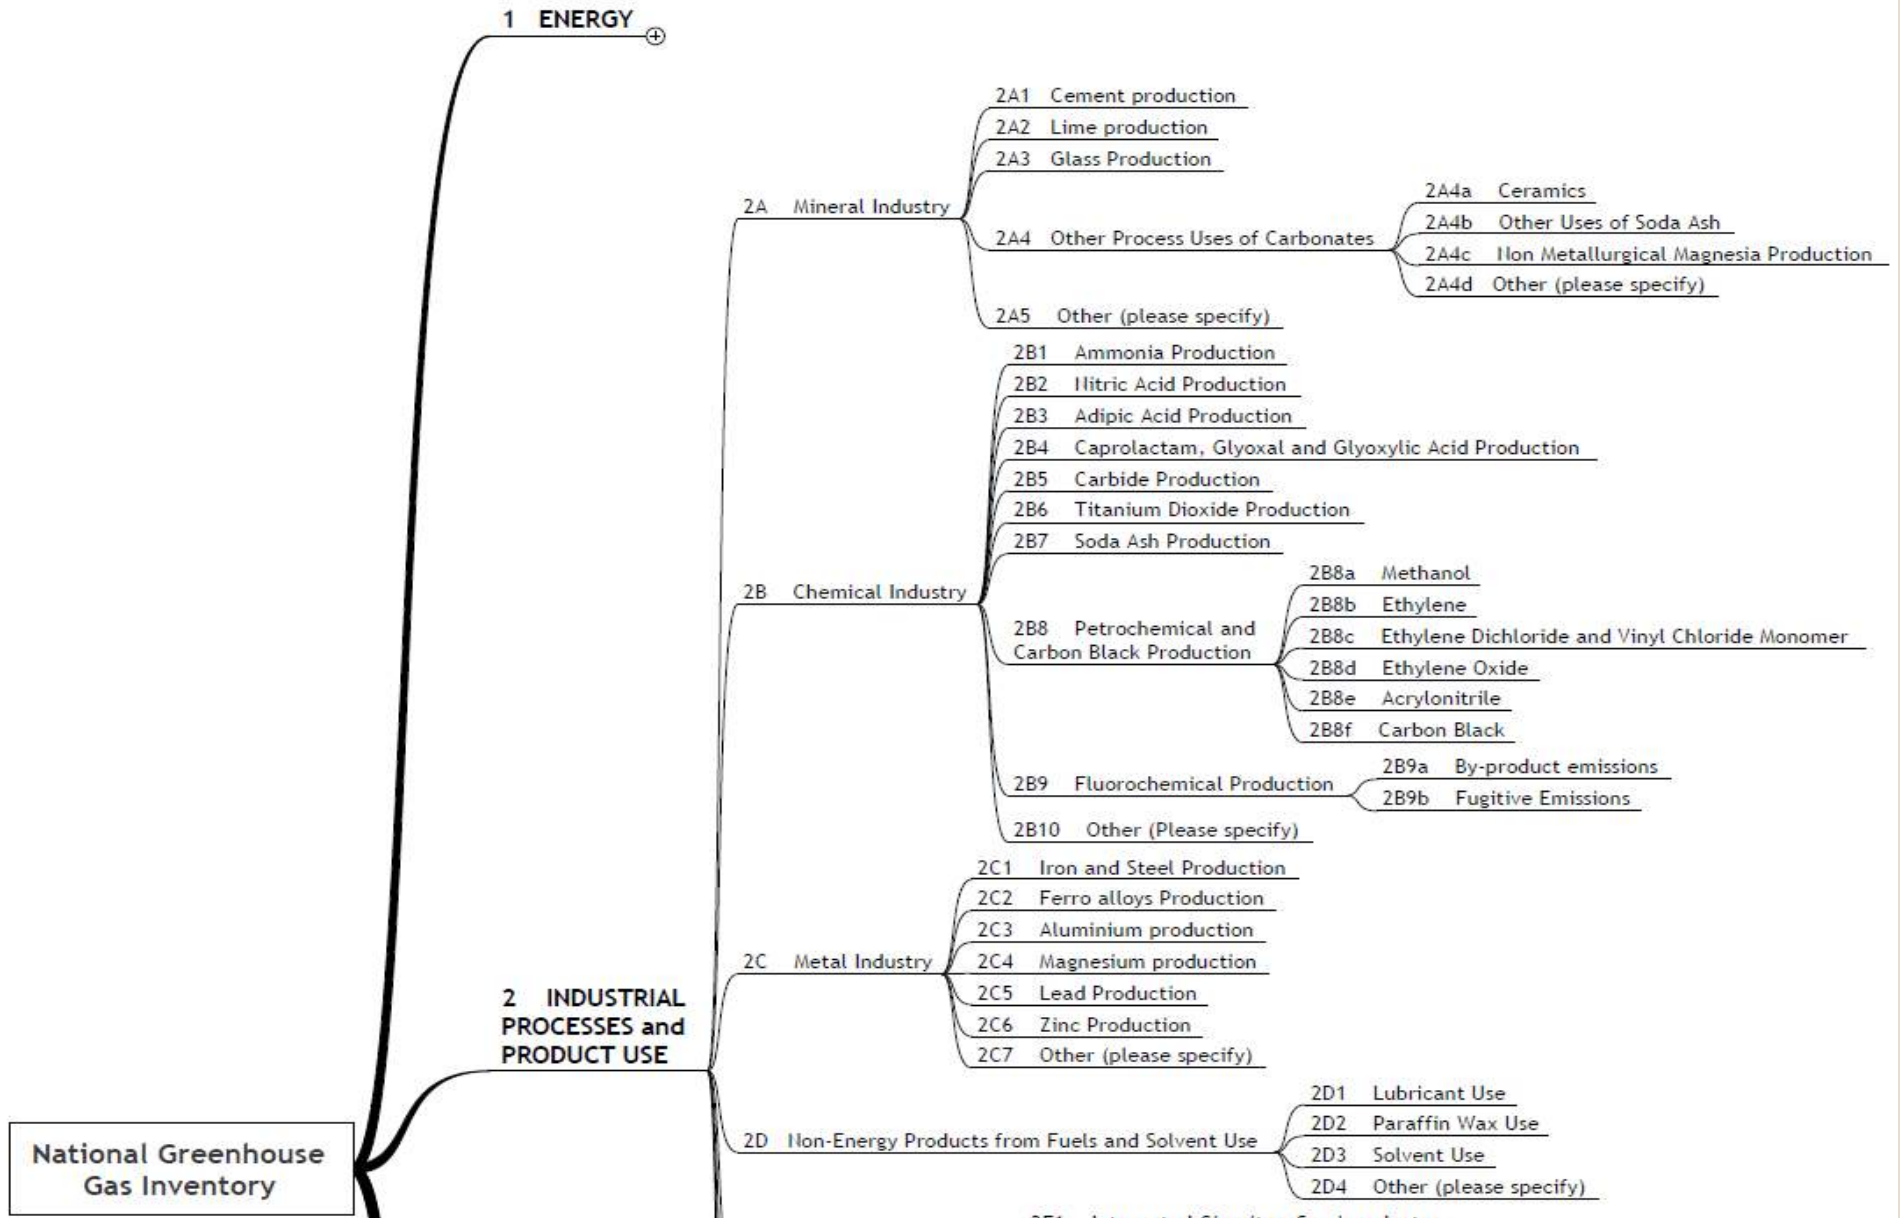 1 ENERGY
2A1 Cement production
2A2 Lime production
2A3 Glass Production
2A Mineral Industry
2A4 Other Process Uses of Carbonates
2A4a Ceramics
2A4b Other Uses of Soda Ash
2A4c Non Metallurgical Magnesia Production
2A4d Other (please specify)
2A5 Other (please specify)
2B1 Ammonia Production
2B2 Nitric Acid Production
2B3 Adipic Acid Production
2B4 Caprolactam, Glyoxal and Glyoxylic Acid Production
2B5 Carbide Production
2B6 Titanium Dioxide Production
2B7 Soda Ash Production
2B Chemical Industry
2B8 Petrochemical and
Carbon Black Production
2B8a Methanol
2B8b Ethylene
2B8c Ethylene Dichloride and Vinyl Chloride Monomer
2B8d Ethylene Oxide
2B8e Acrylonitrile
2B8f Carbon Black
2B9 Fluorochemical Production
2B9a By-product emissions
2B9b Fugitive Emissions
2B10 Other (Please specify)
2C1 Iron and Steel Production
2C2 Ferro alloys Production
2C3 Aluminium production
2C Metal Industry
2C4 Magnesium production
2C5 Lead Production
2C6 Zinc Production
2C7 Other (please specify)
2 INDUSTRIAL
PROCESSES and
PRODUCT USE
2D Non-Energy Products from Fuels and Solvent Use
2D1 Lubricant Use
2D2 Paraffin Wax Use
2D3 Solvent Use
2D4 Other (please specify)
National Greenhouse
Gas Inventory